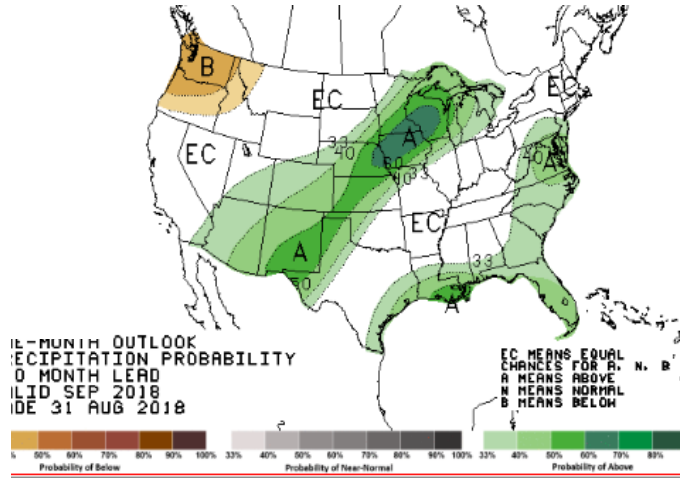 B
EC
EC
A
33
40
60
40
33
EC
40
A
EC
A
50
33
A
NE-MONTH OUTLOOK
RECIPITATION PROBABILITY
0 MONTH LEAD
LID SEP 2018
DE 31 AUG 2018
EC MEANS EQUAL
CHANCES FOR A, N, B
A MEANS ABOVE
N MEANS NORMAL
B MEANS BELOW
% 50% 60% 70% 80% 90% 100% 33% 40% 50% 60% 70% 80% 90% 100% 33% 40% 50% 60% 70% 80%
Probability of Below Probability of Near-Normal Probability of Above